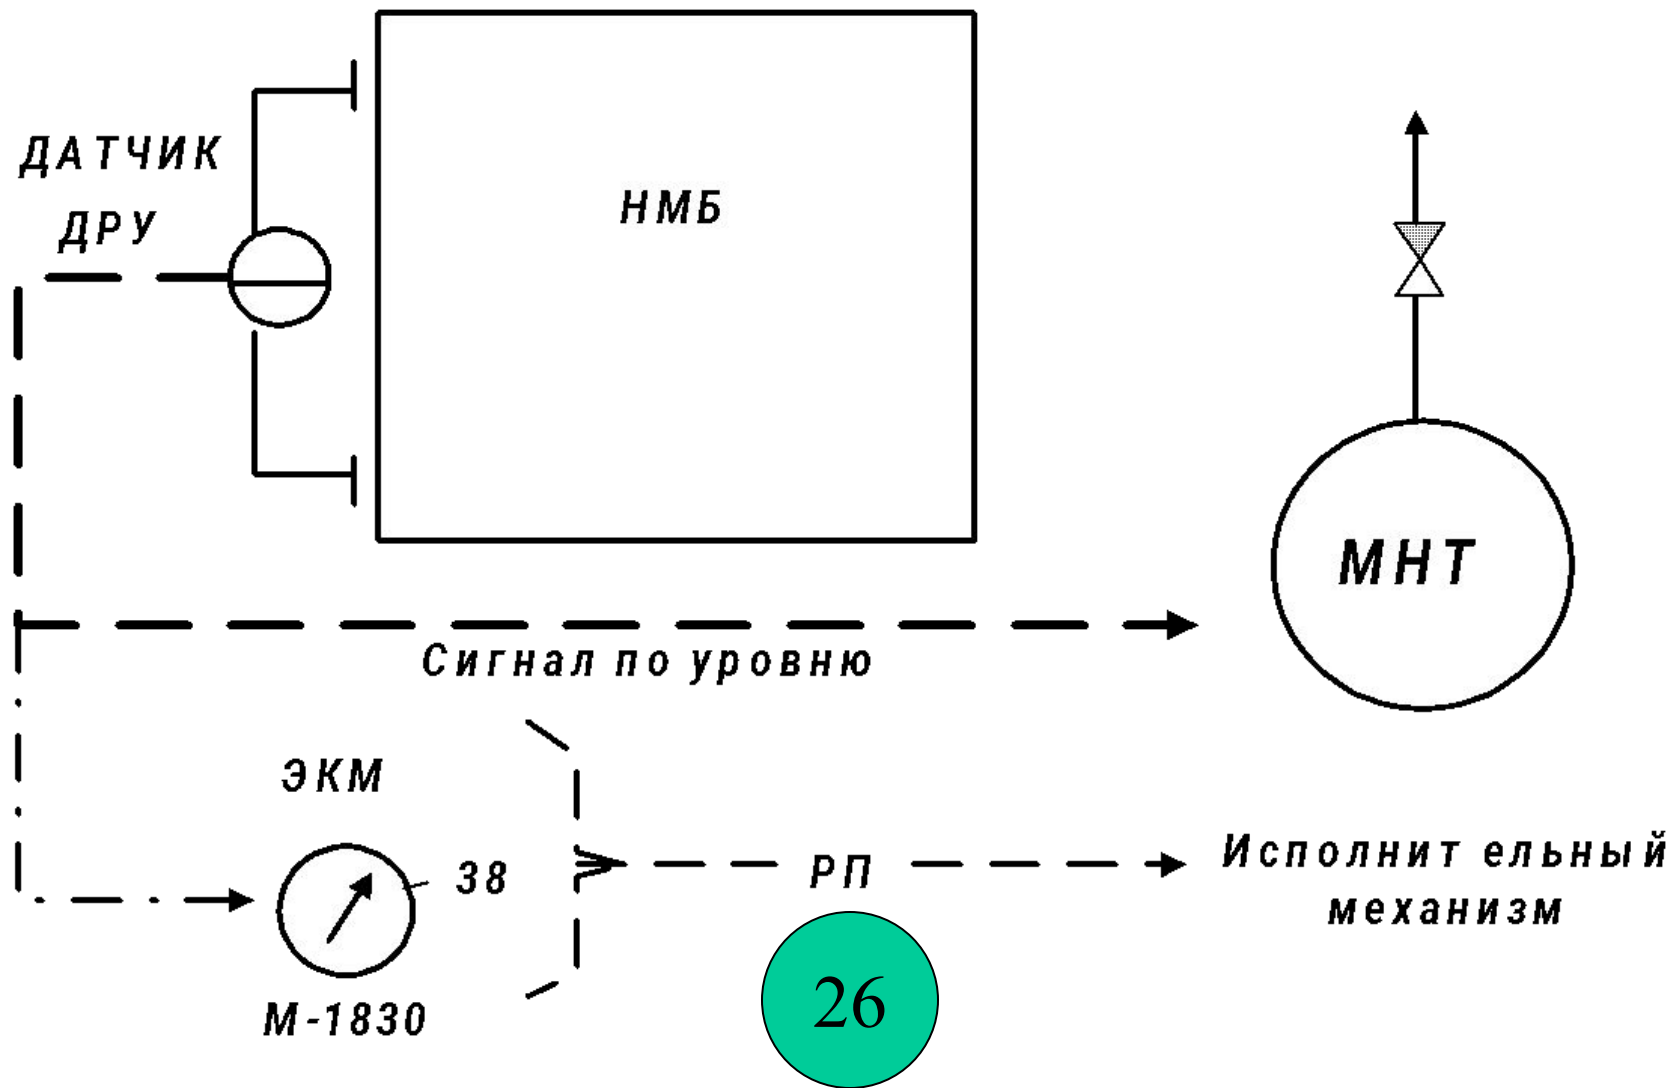 ДАТЧИК
ДРУ
НМБ
МНТ
Сигнал по уровню
ЭКМ
38
М-1830
РП
Исполнит ельный
механизм
26